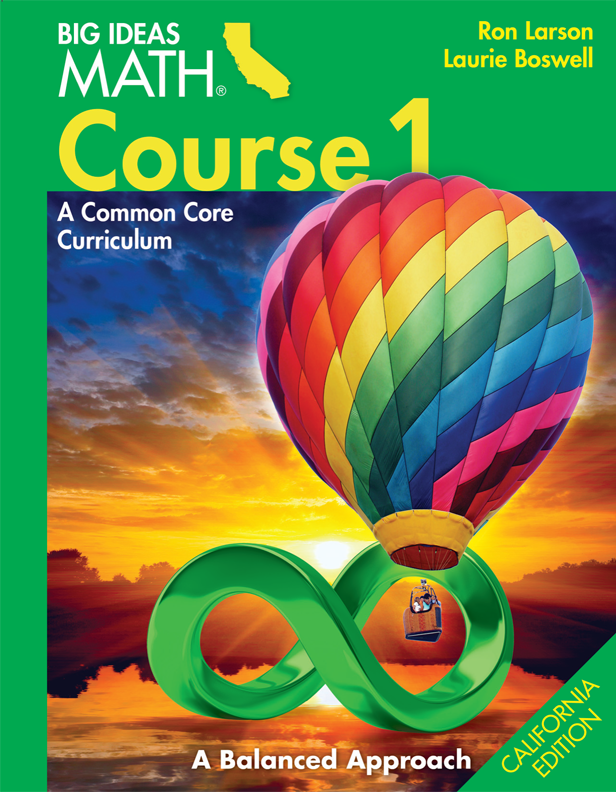 BIG IDEAS
MATH®
Ron Larson
Laurie Boswell
Course 1
A Common Core
Curriculum
A Balanced Approach
CALIFORNIA
EDITION